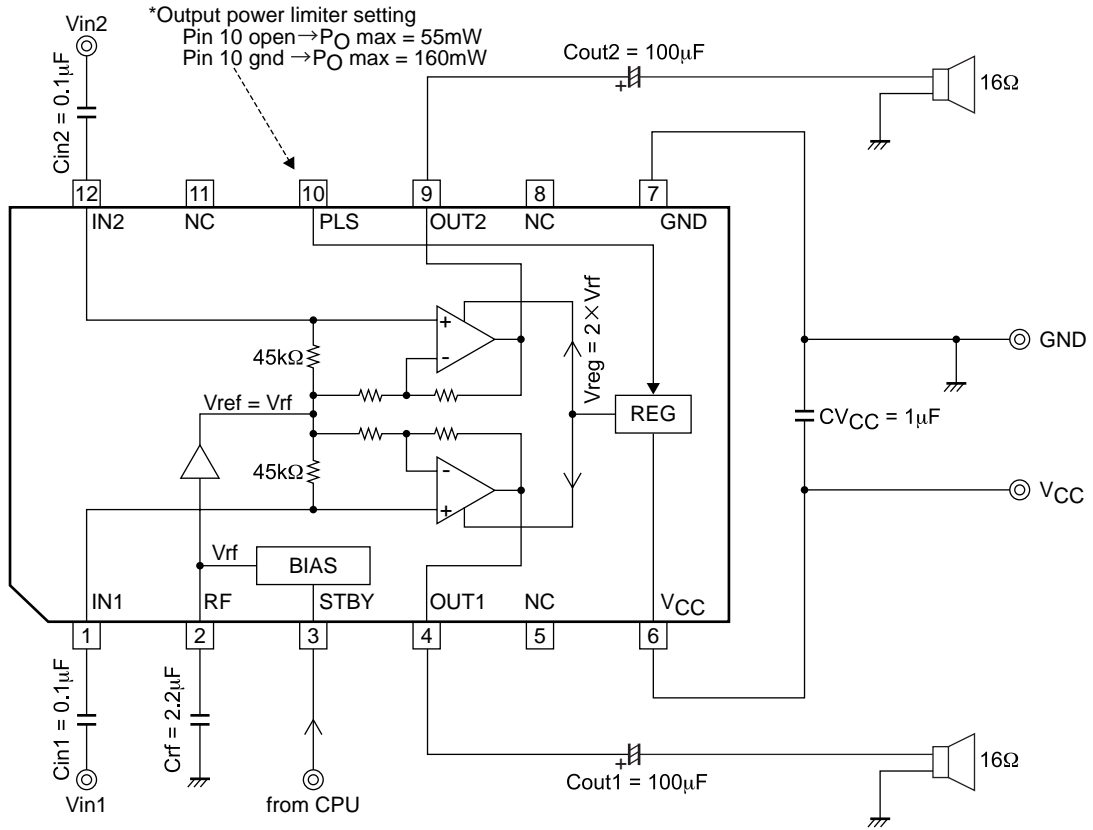 *Output power limiter setting
Pin 10 open→PO max = 55mW
Pin 10 gnd →PO max = 160mW
Vin2
Cin2 = 0.1μF
Cout2 = 100μF
+
16Ω
12
11
10
9
8
7
IN2
NC
PLS
OUT2
NC
GND
+
-
45kΩ
Vreg = 2×Vrf
Vref = Vrf
REG
GND
CVCC = 1μF
45kΩ
-
+
VCC
Vrf
BIAS
IN1
RF
STBY
OUT1
NC
VCC
1
2
3
4
5
6
Cin1 = 0.1μF
Crf = 2.2μF
Vin1
from CPU
+
Cout1 = 100μF
16Ω